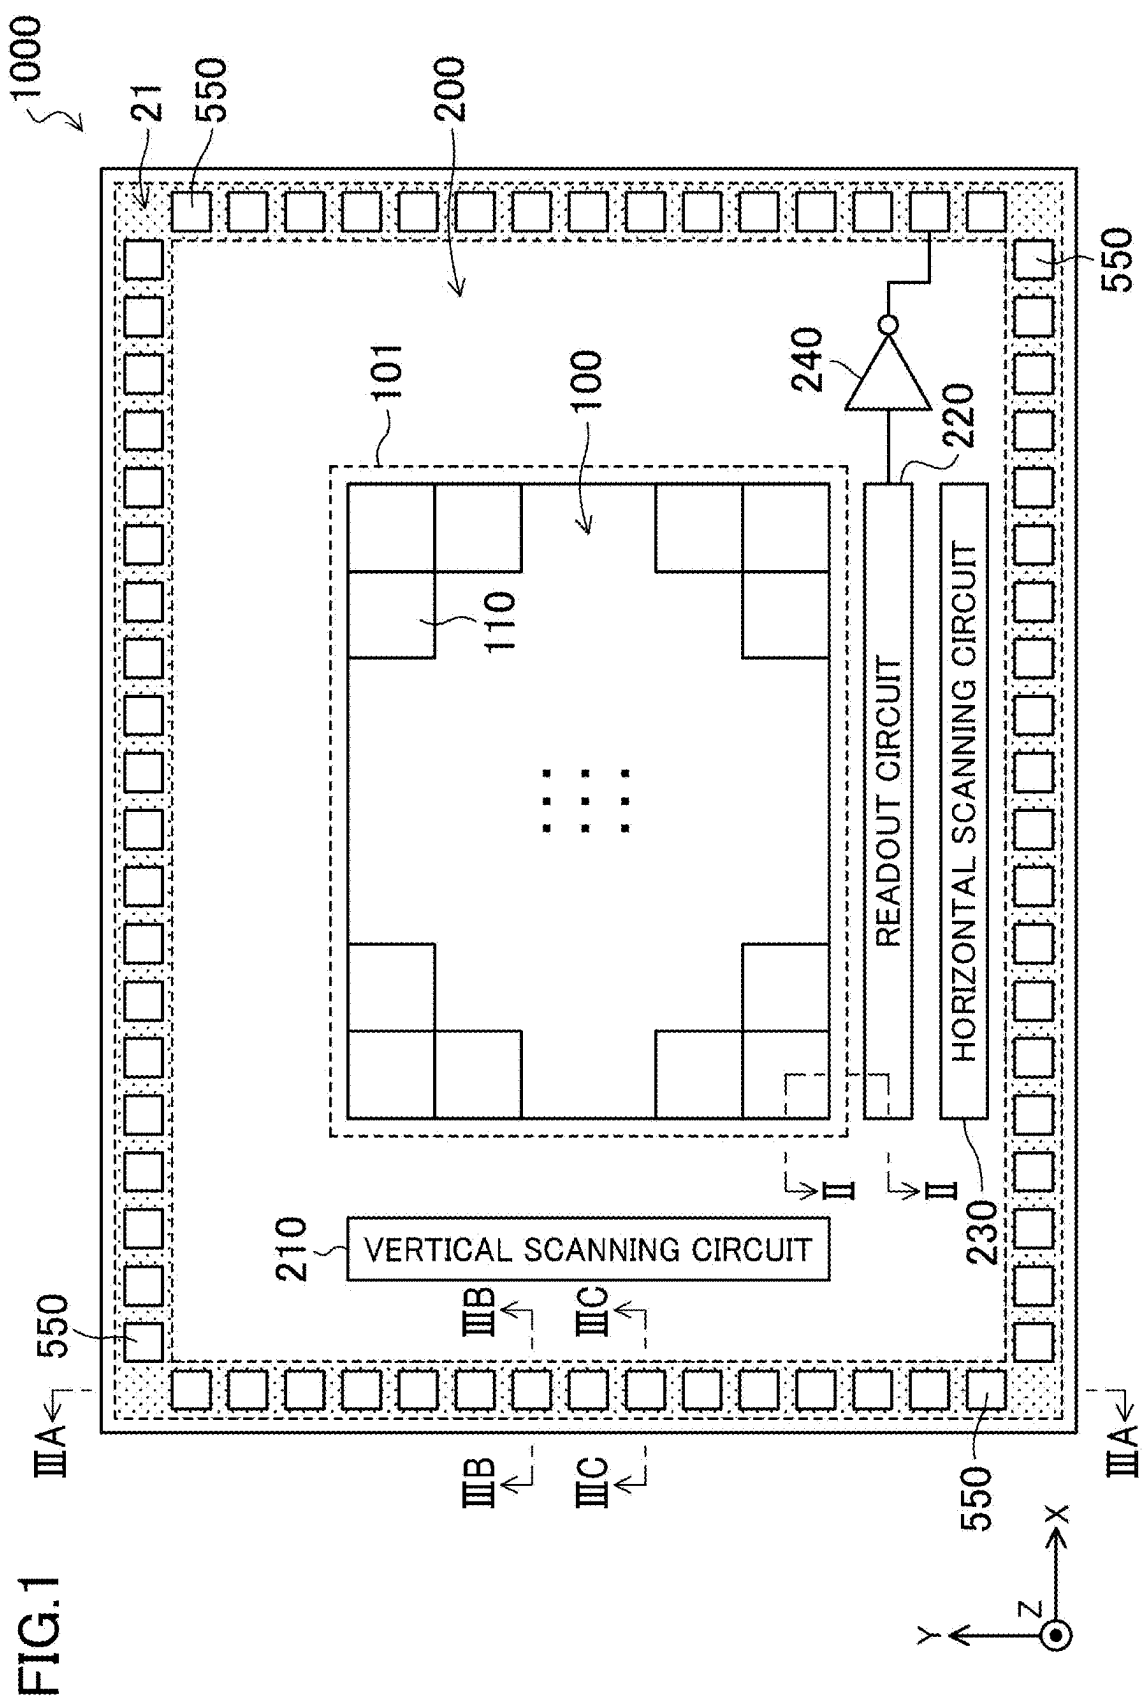 FIG.1
1000
21
550
200
550
ⅢA
101
100
110
210
VERTICAL SCANNING CIRCUIT
240
220
READOUT CIRCUIT
HORIZONTAL SCANNING CIRCUIT
230
Ⅱ
Ⅱ
ⅢB
ⅢB
ⅢC
ⅢC
550
550
ⅢA
Y
Z
X